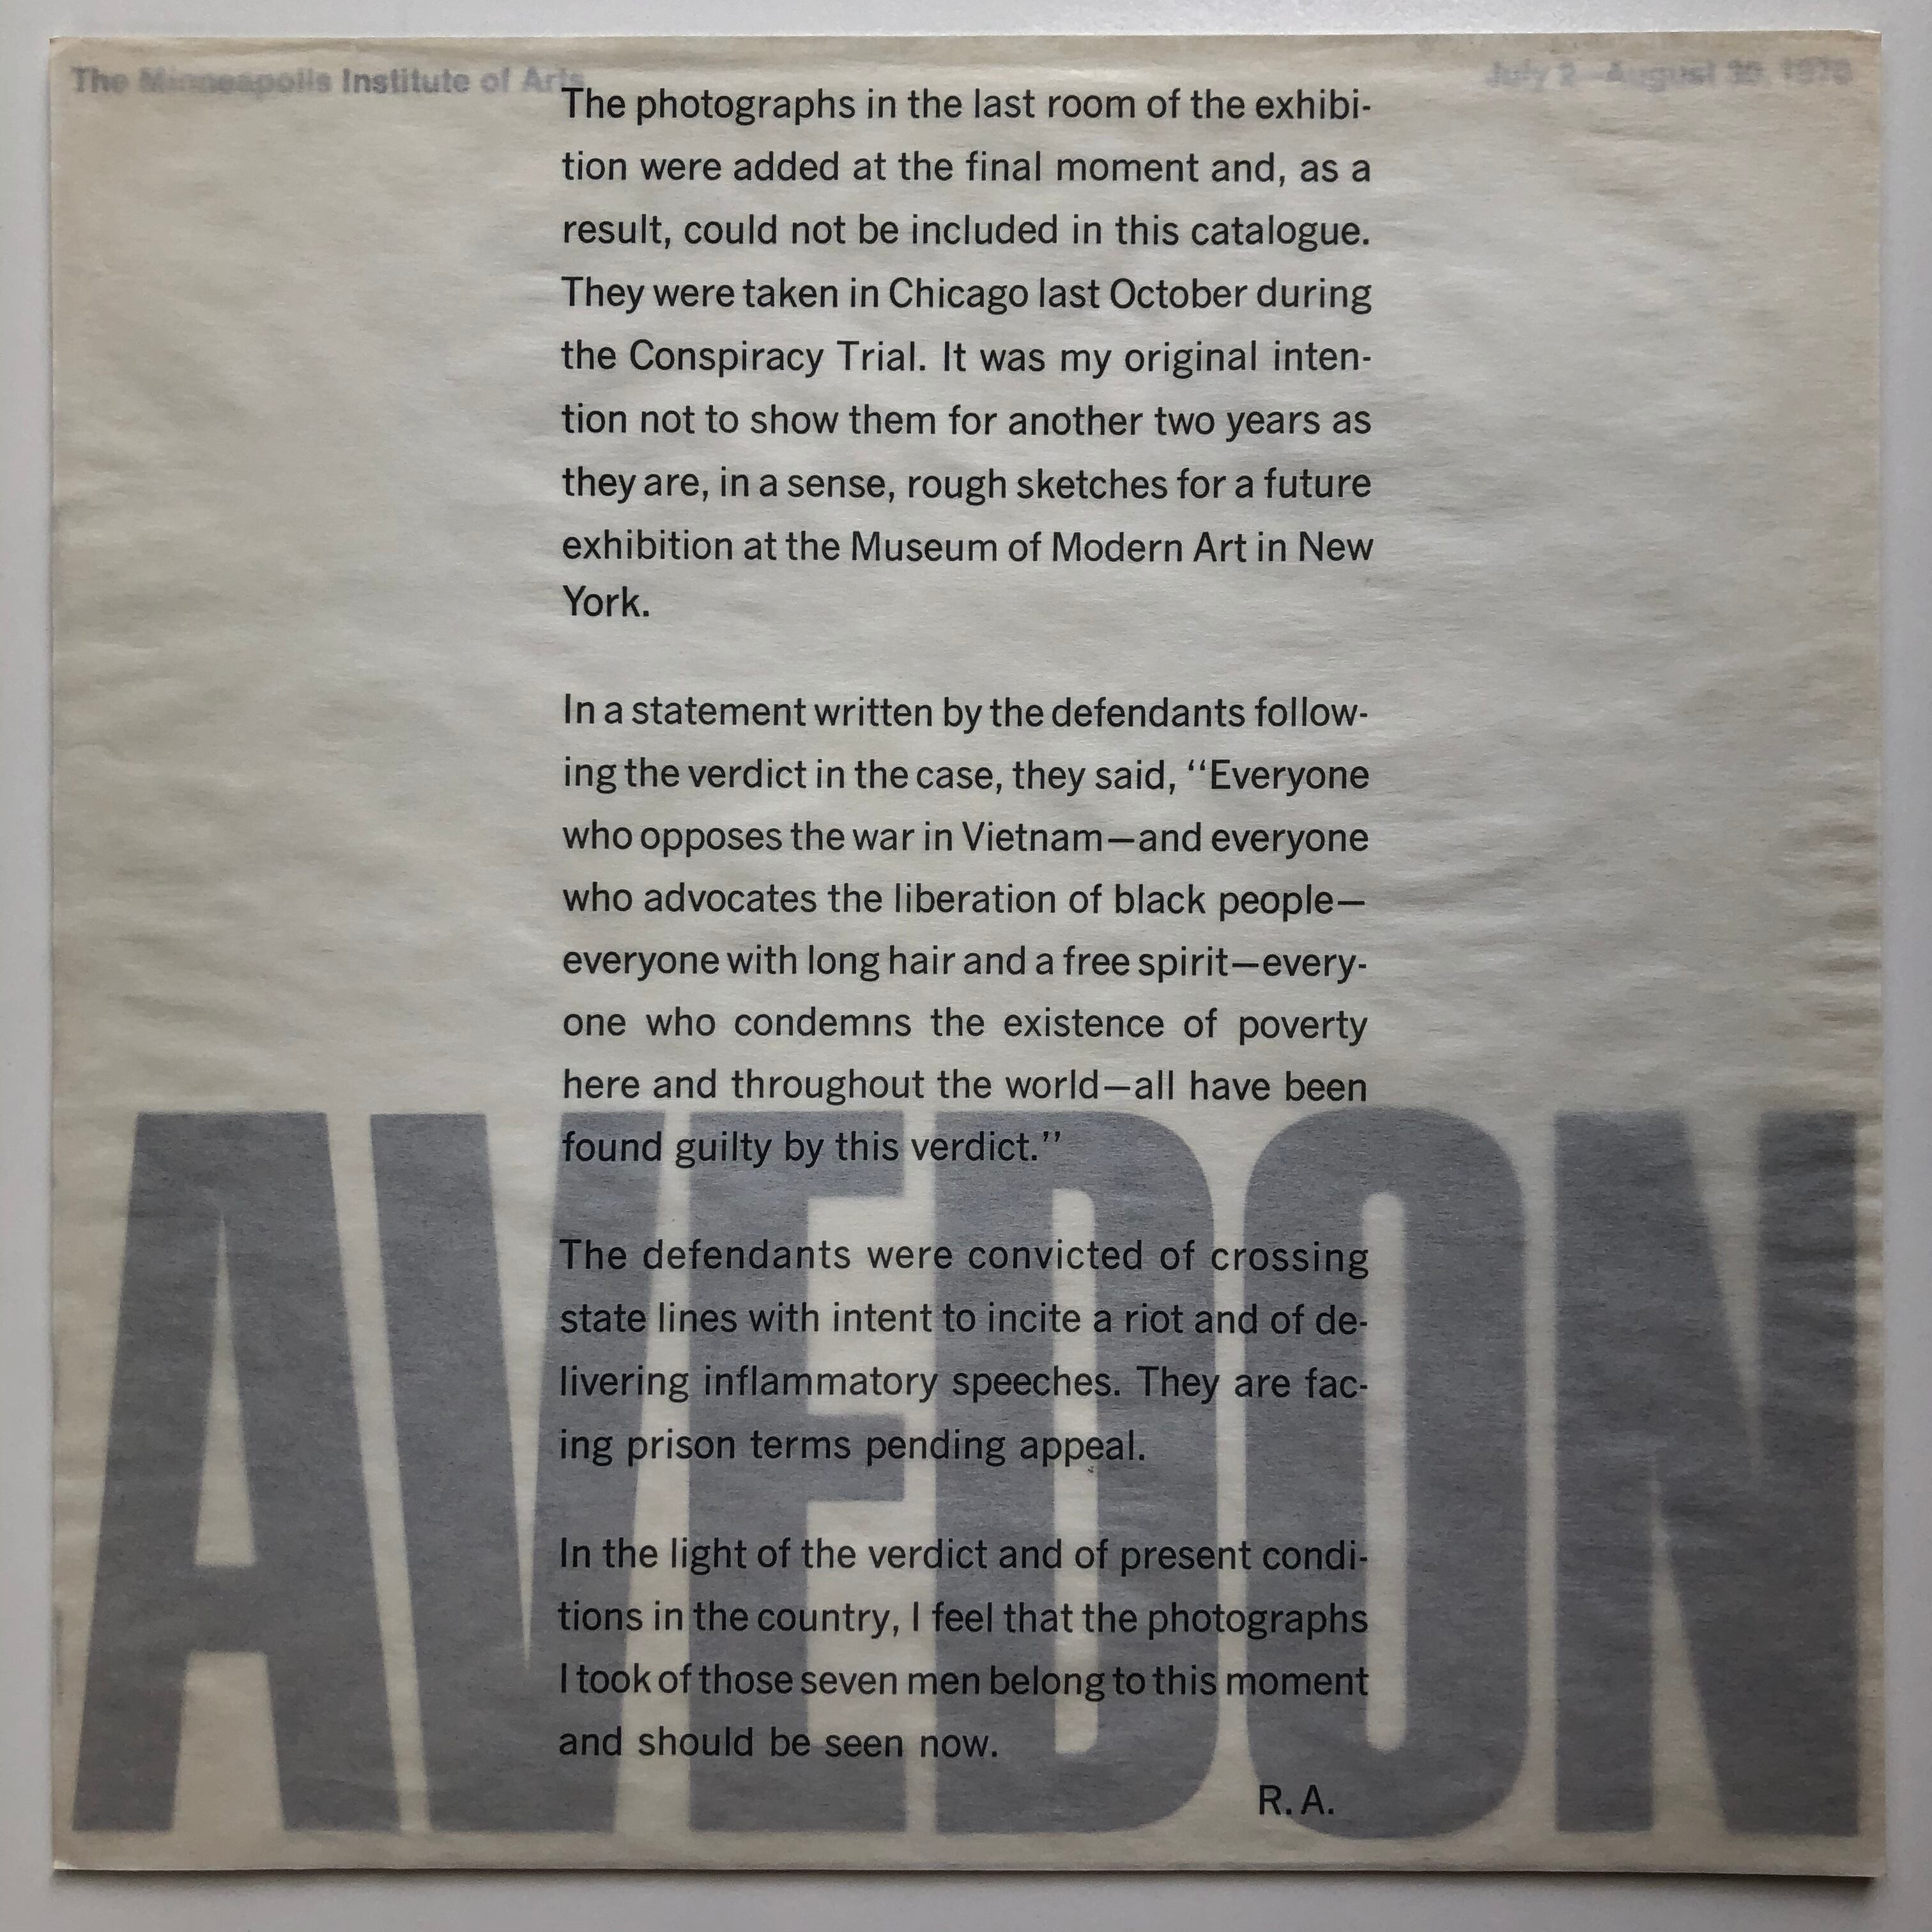 The Minneapolis Institute of Arts
July 2—August 30, 1970
The photographs in the last room of the exhibi-
tion were added at the final moment and, as a
result, could not be included in this catalogue.
They were taken in Chicago last October during
the Conspiracy Trial. It was my original inten-
tion not to show them for another two years as
they are, in a sense, rough sketches for a future
exhibition at the Museum of Modern Art in New
York.
In a statement written by the defendants follow-
ing the verdict in the case, they said, “Everyone
who opposes the war in Vietnam—and everyone
who advocates the liberation of black people—
everyone with long hair and a free spirit—every-
one who condemns the existence of poverty
here and throughout the world—all have been
found guilty by this verdict.”
The defendants were convicted of crossing
state lines with intent to incite a riot and of de-
livering inflammatory speeches. They are fac-
ing prison terms pending appeal.
In the light of the verdict and of present condi-
tions in the country, I feel that the photographs
I took of those seven men belong to this moment
and should be seen now.
R. A.
AVEDON